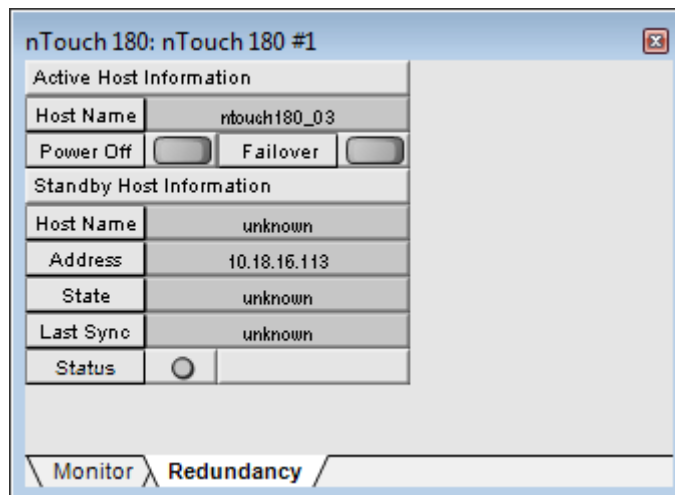 nTouch 180: nTouch 180 #1
Active Host Information
Host Name ntouch180_03
Power Off Failover
Standby Host Information
Host Name unknown
Address 10.18.16.113
State unknown
Last Sync unknown
Status
Monitor Redundancy